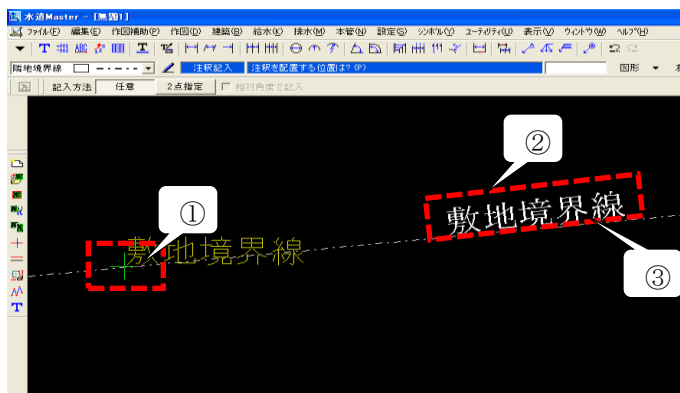 水道Master - [無題1]
ファイル(F) 編集(E) 作図補助(P) 作図(D) 建築(B) 給水(K) 排水(M) 本管(N) 設定(S) シンボル(Y) ユーティリティ(U) 表示(V) ウィンドウ(W) ヘルプ(H)
T ABC T T
隣地境界線 注釈記入 注釈を配置する位置は? (P) 図形
記入方法 任意 2点指定 相対角度で記入
②
敷地境界線
①
敷地境界線
③
T